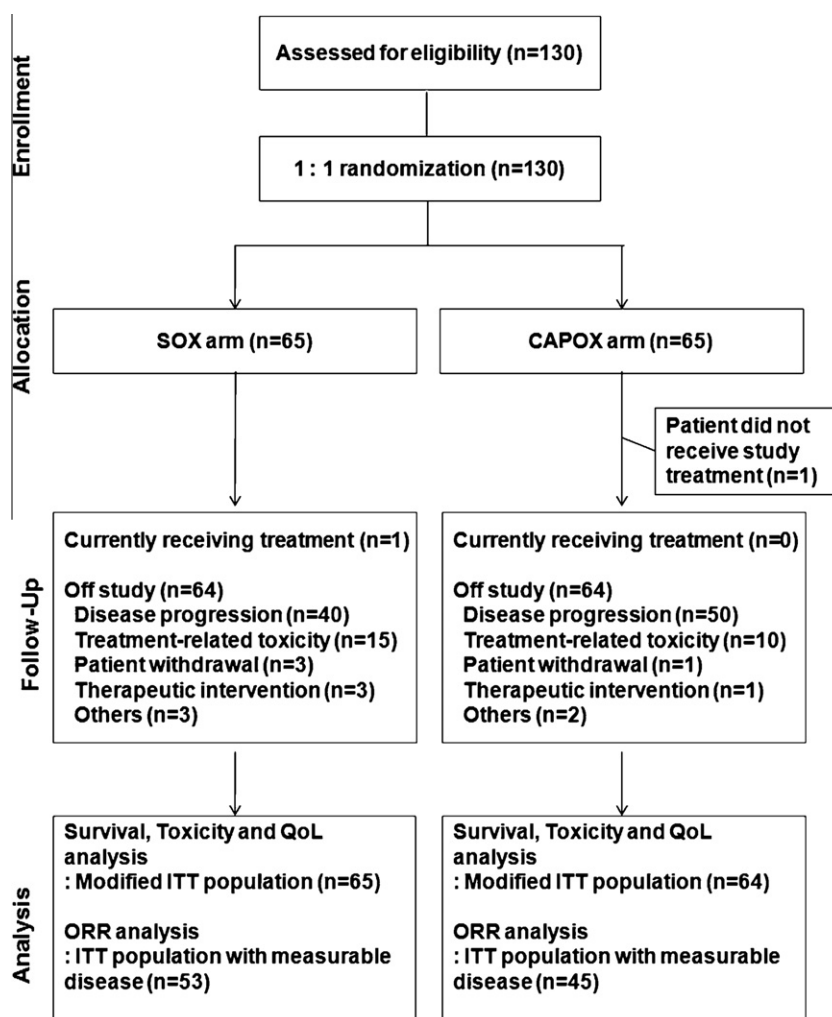 Enrollment
Assessed for eligibility (n=130)
1 : 1 randomization (n=130)
Allocation
SOX arm (n=65)
CAPOX arm (n=65)
Patient did not
receive study
treatment (n=1)
Follow-Up
Currently receiving treatment (n=1)
Off study (n=64)
Disease progression (n=40)
Treatment-related toxicity (n=15)
Patient withdrawal (n=3)
Therapeutic intervention (n=3)
Others (n=3)
Currently receiving treatment (n=0)
Off study (n=64)
Disease progression (n=50)
Treatment-related toxicity (n=10)
Patient withdrawal (n=1)
Therapeutic intervention (n=1)
Others (n=2)
Analysis
Survival, Toxicity and QoL
analysis
: Modified ITT population (n=65)
ORR analysis
: ITT population with measurable
disease (n=53)
Survival, Toxicity and QoL
analysis
: Modified ITT population (n=64)
ORR analysis
: ITT population with measurable
disease (n=45)